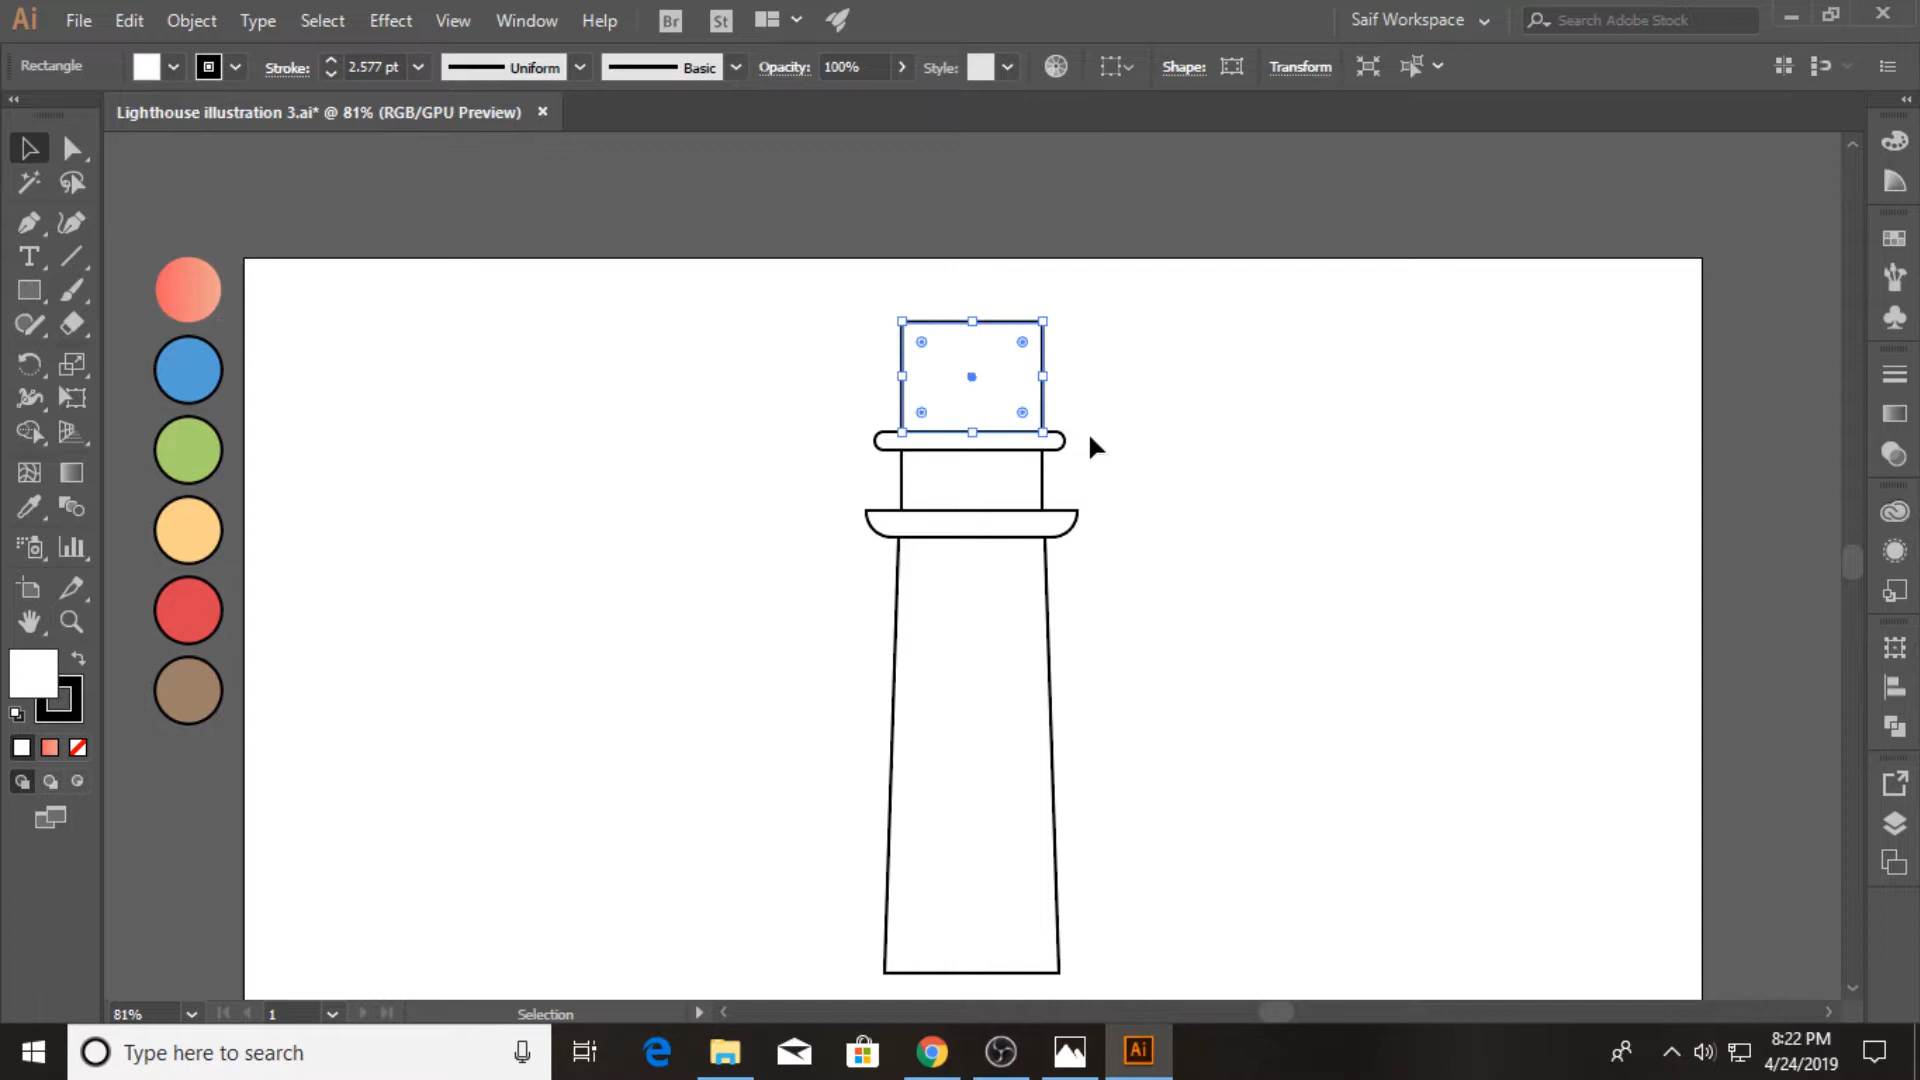 Ai File Edit Object Type Select Effect View Window Help Br St Saif Workspace Search Adobe Stock
Rectangle Stroke: 2.577 pt Uniform Basic Opacity: 100% Style: Shape: Transform
Lighthouse illustration 3.ai* @ 81% (RGB/GPU Preview)
81% 1 Selection
Type here to search
Ai
8:22 PM
4/24/2019